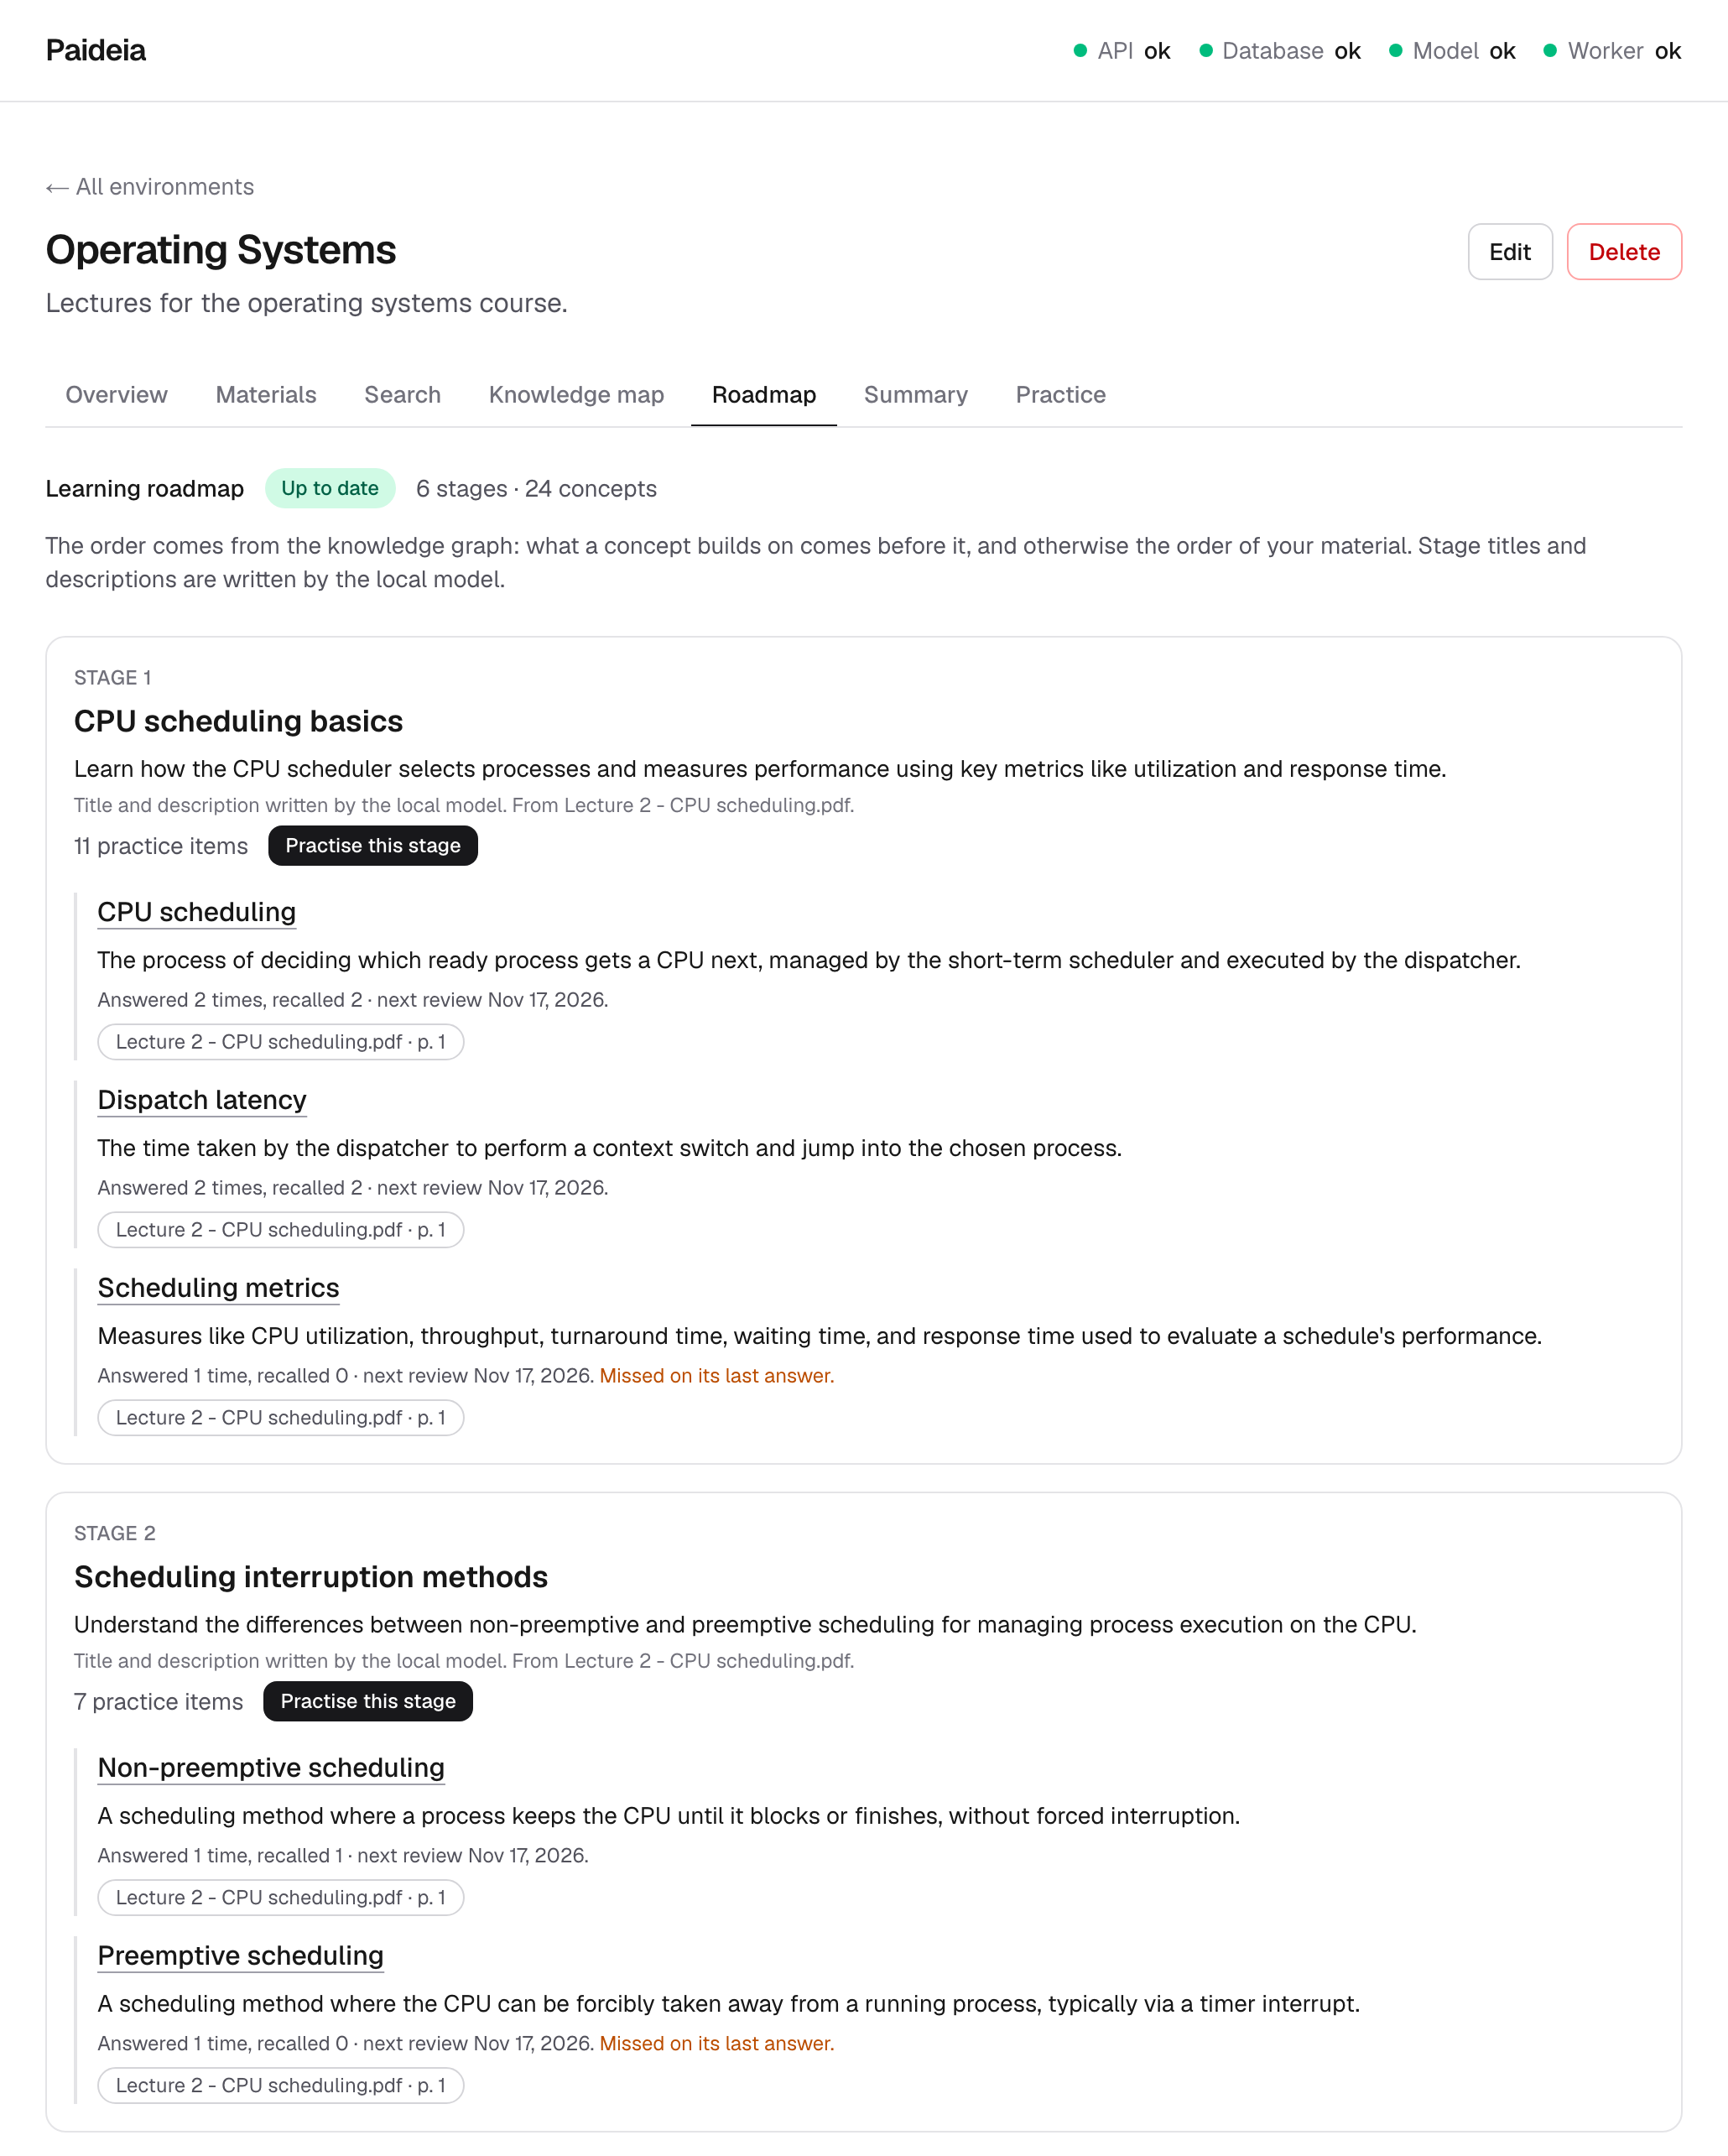 Paideia
API ok Database ok Model ok Worker ok
← All environments
Operating Systems
Edit Delete
Lectures for the operating systems course.
Overview Materials Search Knowledge map Roadmap Summary Practice
Learning roadmap Up to date 6 stages · 24 concepts
The order comes from the knowledge graph: what a concept builds on comes before it, and otherwise the order of your material. Stage titles and
descriptions are written by the local model.
STAGE 1
CPU scheduling basics
Learn how the CPU scheduler selects processes and measures performance using key metrics like utilization and response time.
Title and description written by the local model. From Lecture 2 - CPU scheduling.pdf.
11 practice items Practise this stage
CPU scheduling
The process of deciding which ready process gets a CPU next, managed by the short-term scheduler and executed by the dispatcher.
Answered 2 times, recalled 2 · next review Nov 17, 2026.
Lecture 2 - CPU scheduling.pdf · p. 1
Dispatch latency
The time taken by the dispatcher to perform a context switch and jump into the chosen process.
Answered 2 times, recalled 2 · next review Nov 17, 2026.
Lecture 2 - CPU scheduling.pdf · p. 1
Scheduling metrics
Measures like CPU utilization, throughput, turnaround time, waiting time, and response time used to evaluate a schedule's performance.
Answered 1 time, recalled 0 · next review Nov 17, 2026. Missed on its last answer.
Lecture 2 - CPU scheduling.pdf · p. 1
STAGE 2
Scheduling interruption methods
Understand the differences between non-preemptive and preemptive scheduling for managing process execution on the CPU.
Title and description written by the local model. From Lecture 2 - CPU scheduling.pdf.
7 practice items Practise this stage
Non-preemptive scheduling
A scheduling method where a process keeps the CPU until it blocks or finishes, without forced interruption.
Answered 1 time, recalled 1 · next review Nov 17, 2026.
Lecture 2 - CPU scheduling.pdf · p. 1
Preemptive scheduling
A scheduling method where the CPU can be forcibly taken away from a running process, typically via a timer interrupt.
Answered 1 time, recalled 0 · next review Nov 17, 2026. Missed on its last answer.
Lecture 2 - CPU scheduling.pdf · p. 1